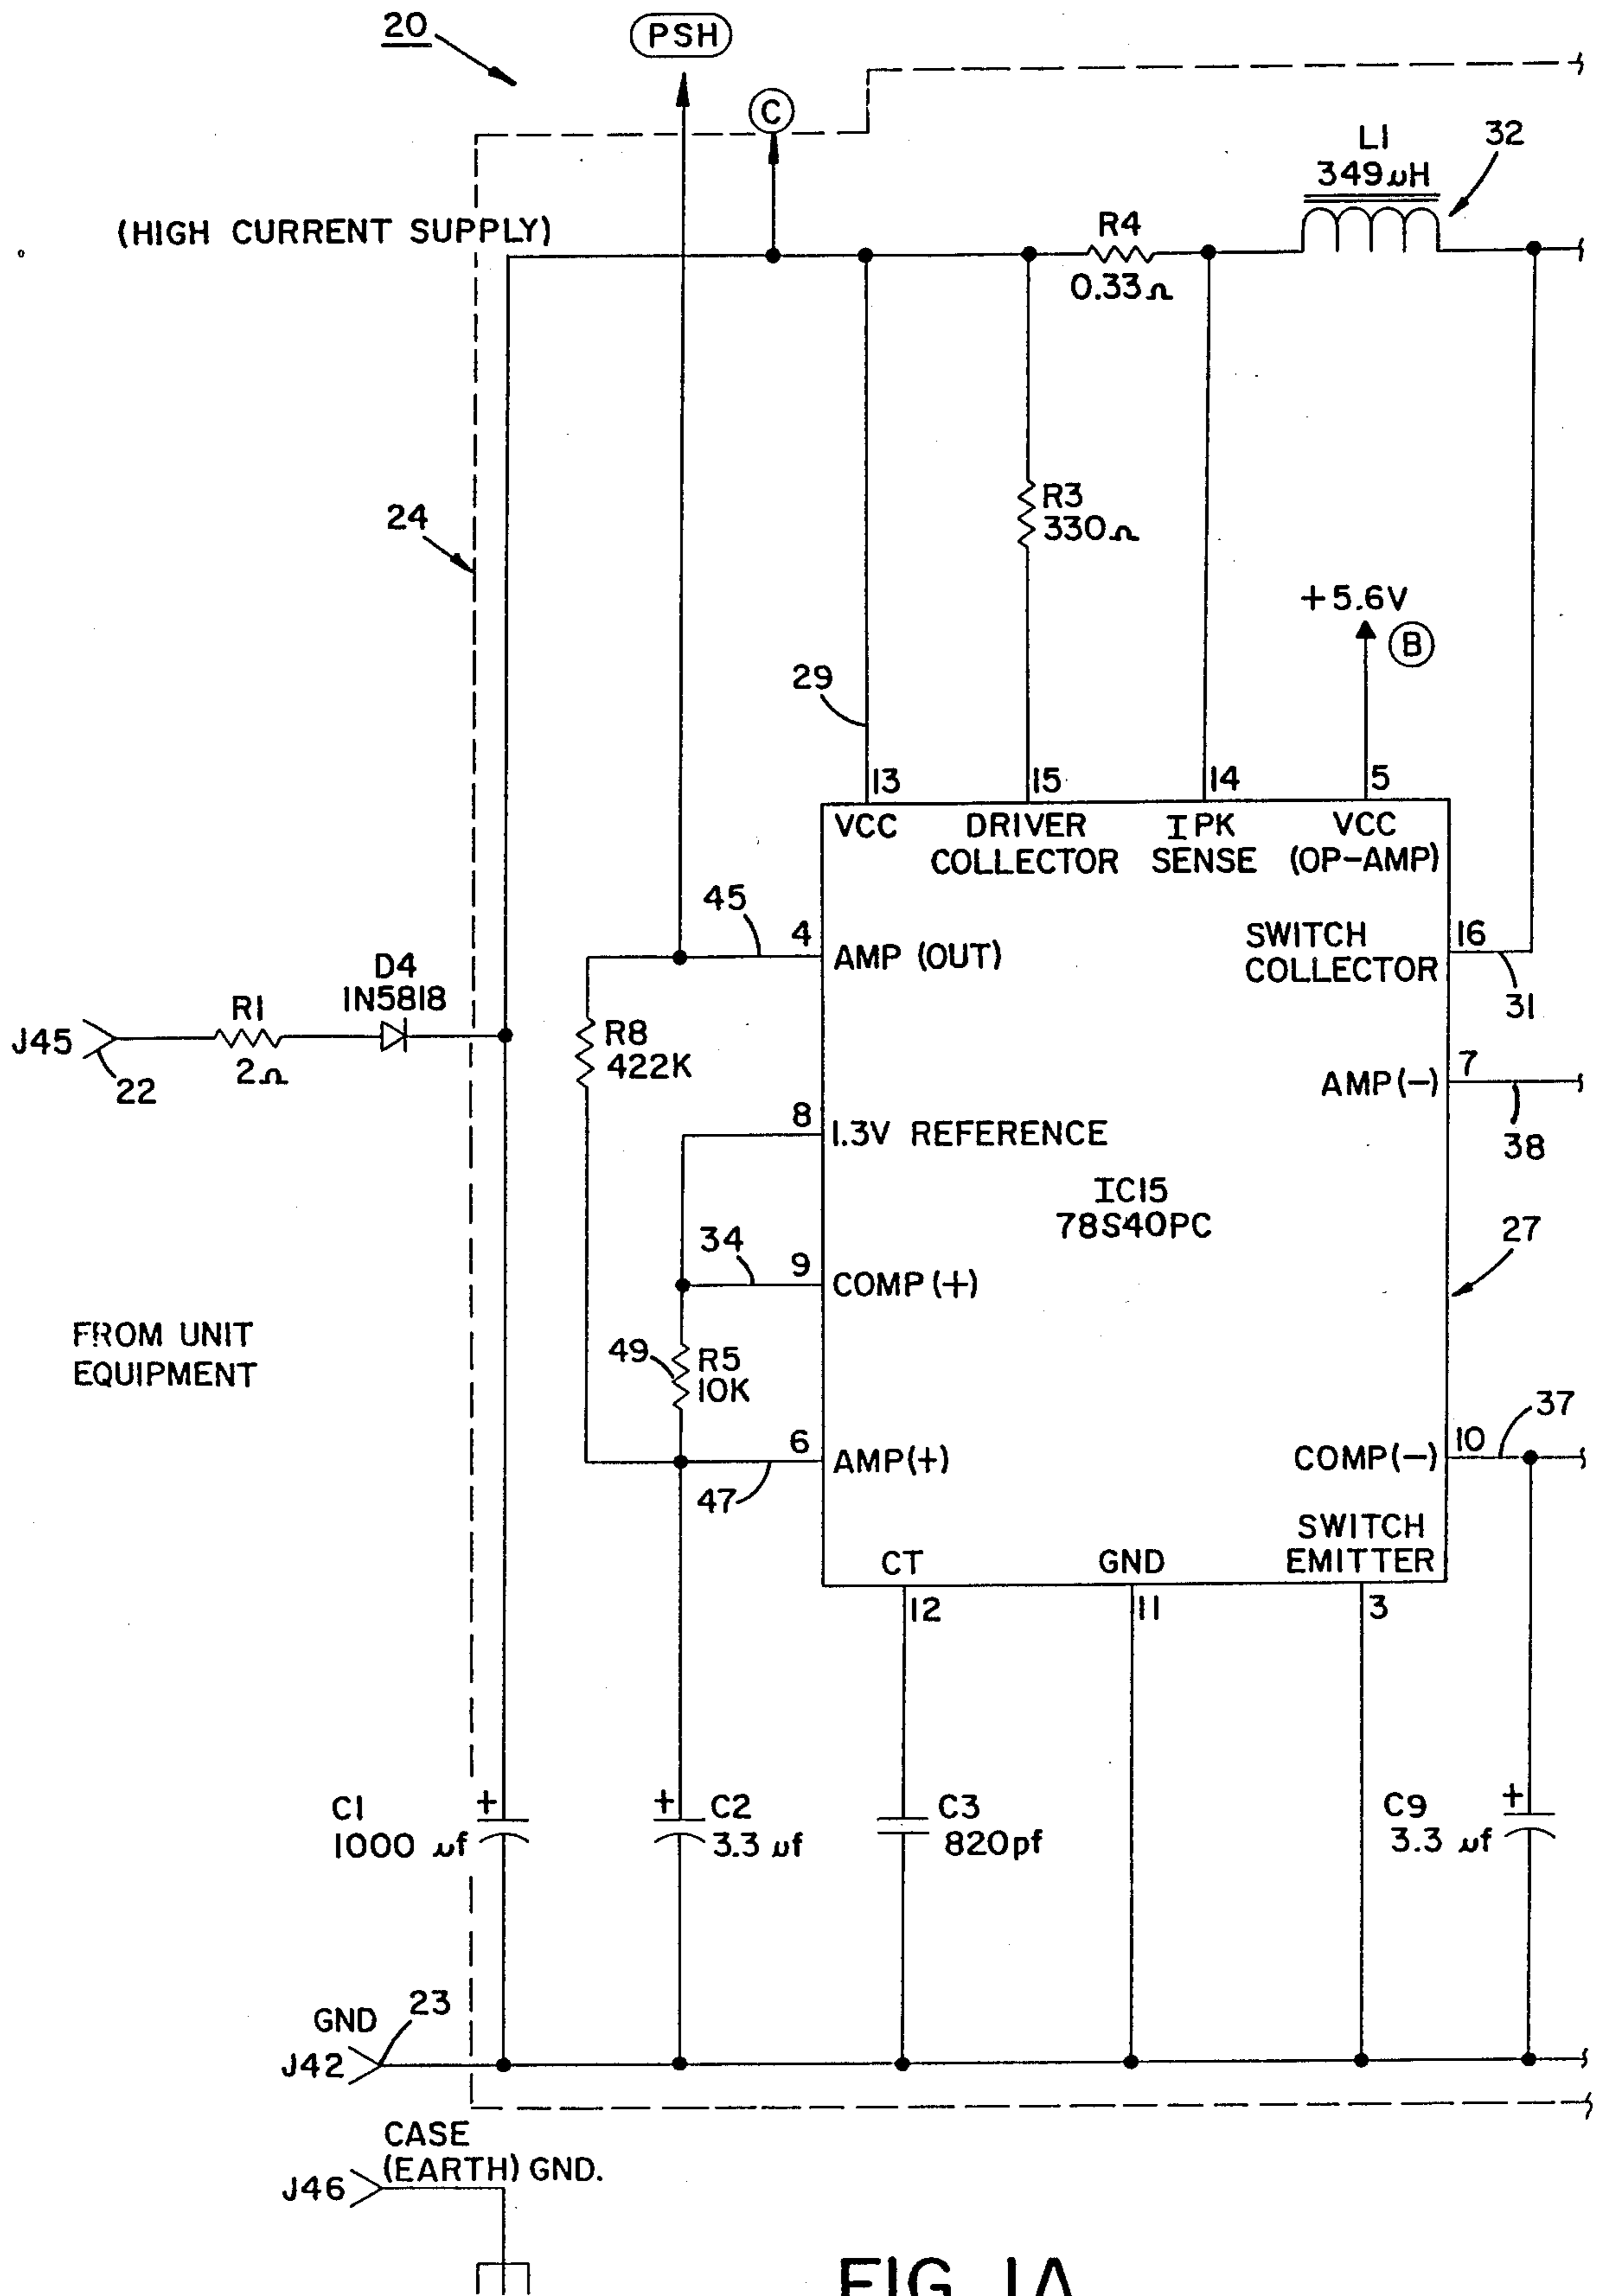 20
PSH
C
L1
349µH
32
(HIGH CURRENT SUPPLY)
R4
0.33Ω
24
R3
330Ω
+5.6V
B
29
13
15
14
5
VCC
DRIVER
COLLECTOR
IPK
SENSE
VCC
(OP-AMP)
45
4
AMP (OUT)
SWITCH
COLLECTOR
16
31
D4
1N5818
R1
2Ω
J45
22
R8
422K
7
AMP(-)
38
8
1.3V REFERENCE
IC15
78S40PC
27
34
9
COMP(+)
FROM UNIT
EQUIPMENT
49
R5
10K
37
10
COMP(-)
6
AMP(+)
47
SWITCH
EMITTER
CT
GND
12
11
3
C1
1000 µf
+
+
C2
3.3 µf
C3
820pf
C9
3.3 µf
+
GND
23
J42
CASE
(EARTH) GND.
J46
FIG. 1A